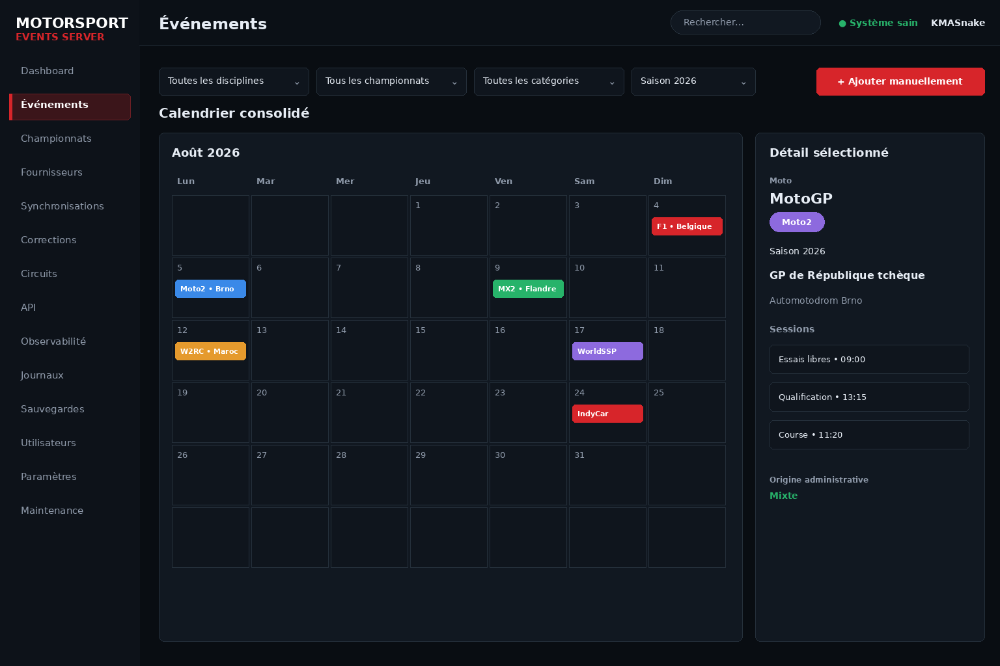 MOTORSPORT
EVENTS SERVER
Dashboard
Événements
Championnats
Fournisseurs
Synchronisations
Corrections
Circuits
API
Observabilité
Journaux
Sauvegardes
Utilisateurs
Paramètres
Maintenance
Événements
Rechercher...
● Système sain
KMASnake
Toutes les disciplines
Tous les championnats
Toutes les catégories
Saison 2026
+ Ajouter manuellement
Calendrier consolidé
Août 2026
Lun Mar Mer Jeu Ven Sam Dim
1 2 3 4
F1 • Belgique
5 6 7 8 9 10 11
Moto2 • Brno MX2 • Flandre
12 13 14 15 16 17 18
W2RC • Maroc WorldSSP
19 20 21 22 23 24 25
IndyCar
26 27 28 29 30 31
Détail sélectionné
Moto
MotoGP
Moto2
Saison 2026
GP de République tchèque
Automotodrom Brno
Sessions
Essais libres • 09:00
Qualification • 13:15
Course • 11:20
Origine administrative
Mixte